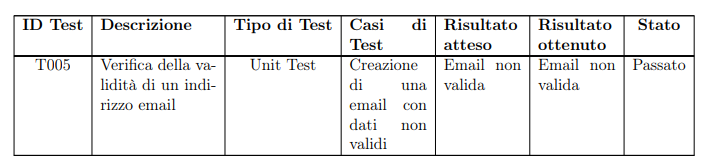 ID Test Descrizione Tipo di Test Casi di Test Risultato atteso Risultato ottenuto Stato
T005 Verifica della va-
lidità di un indi-
rizzo email
Unit Test
Creazione
di una
email con
dati non
validi
Email non
valida
Email non
valida
Passato